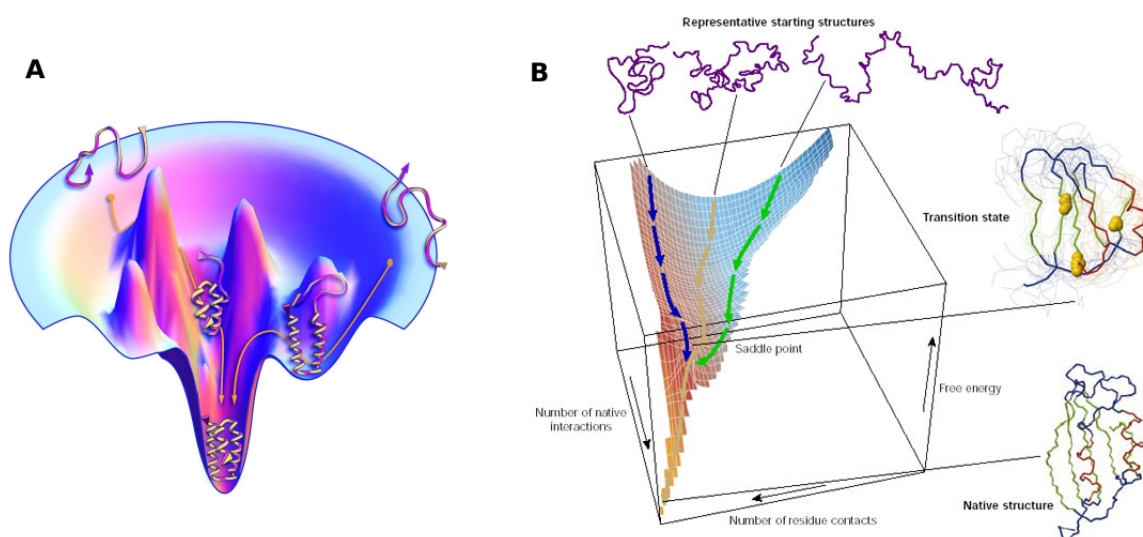 A
B
Representative starting structures
Transition state
Saddle point
Free energy
Number of native
interactions
Number of residue contacts
Native structure